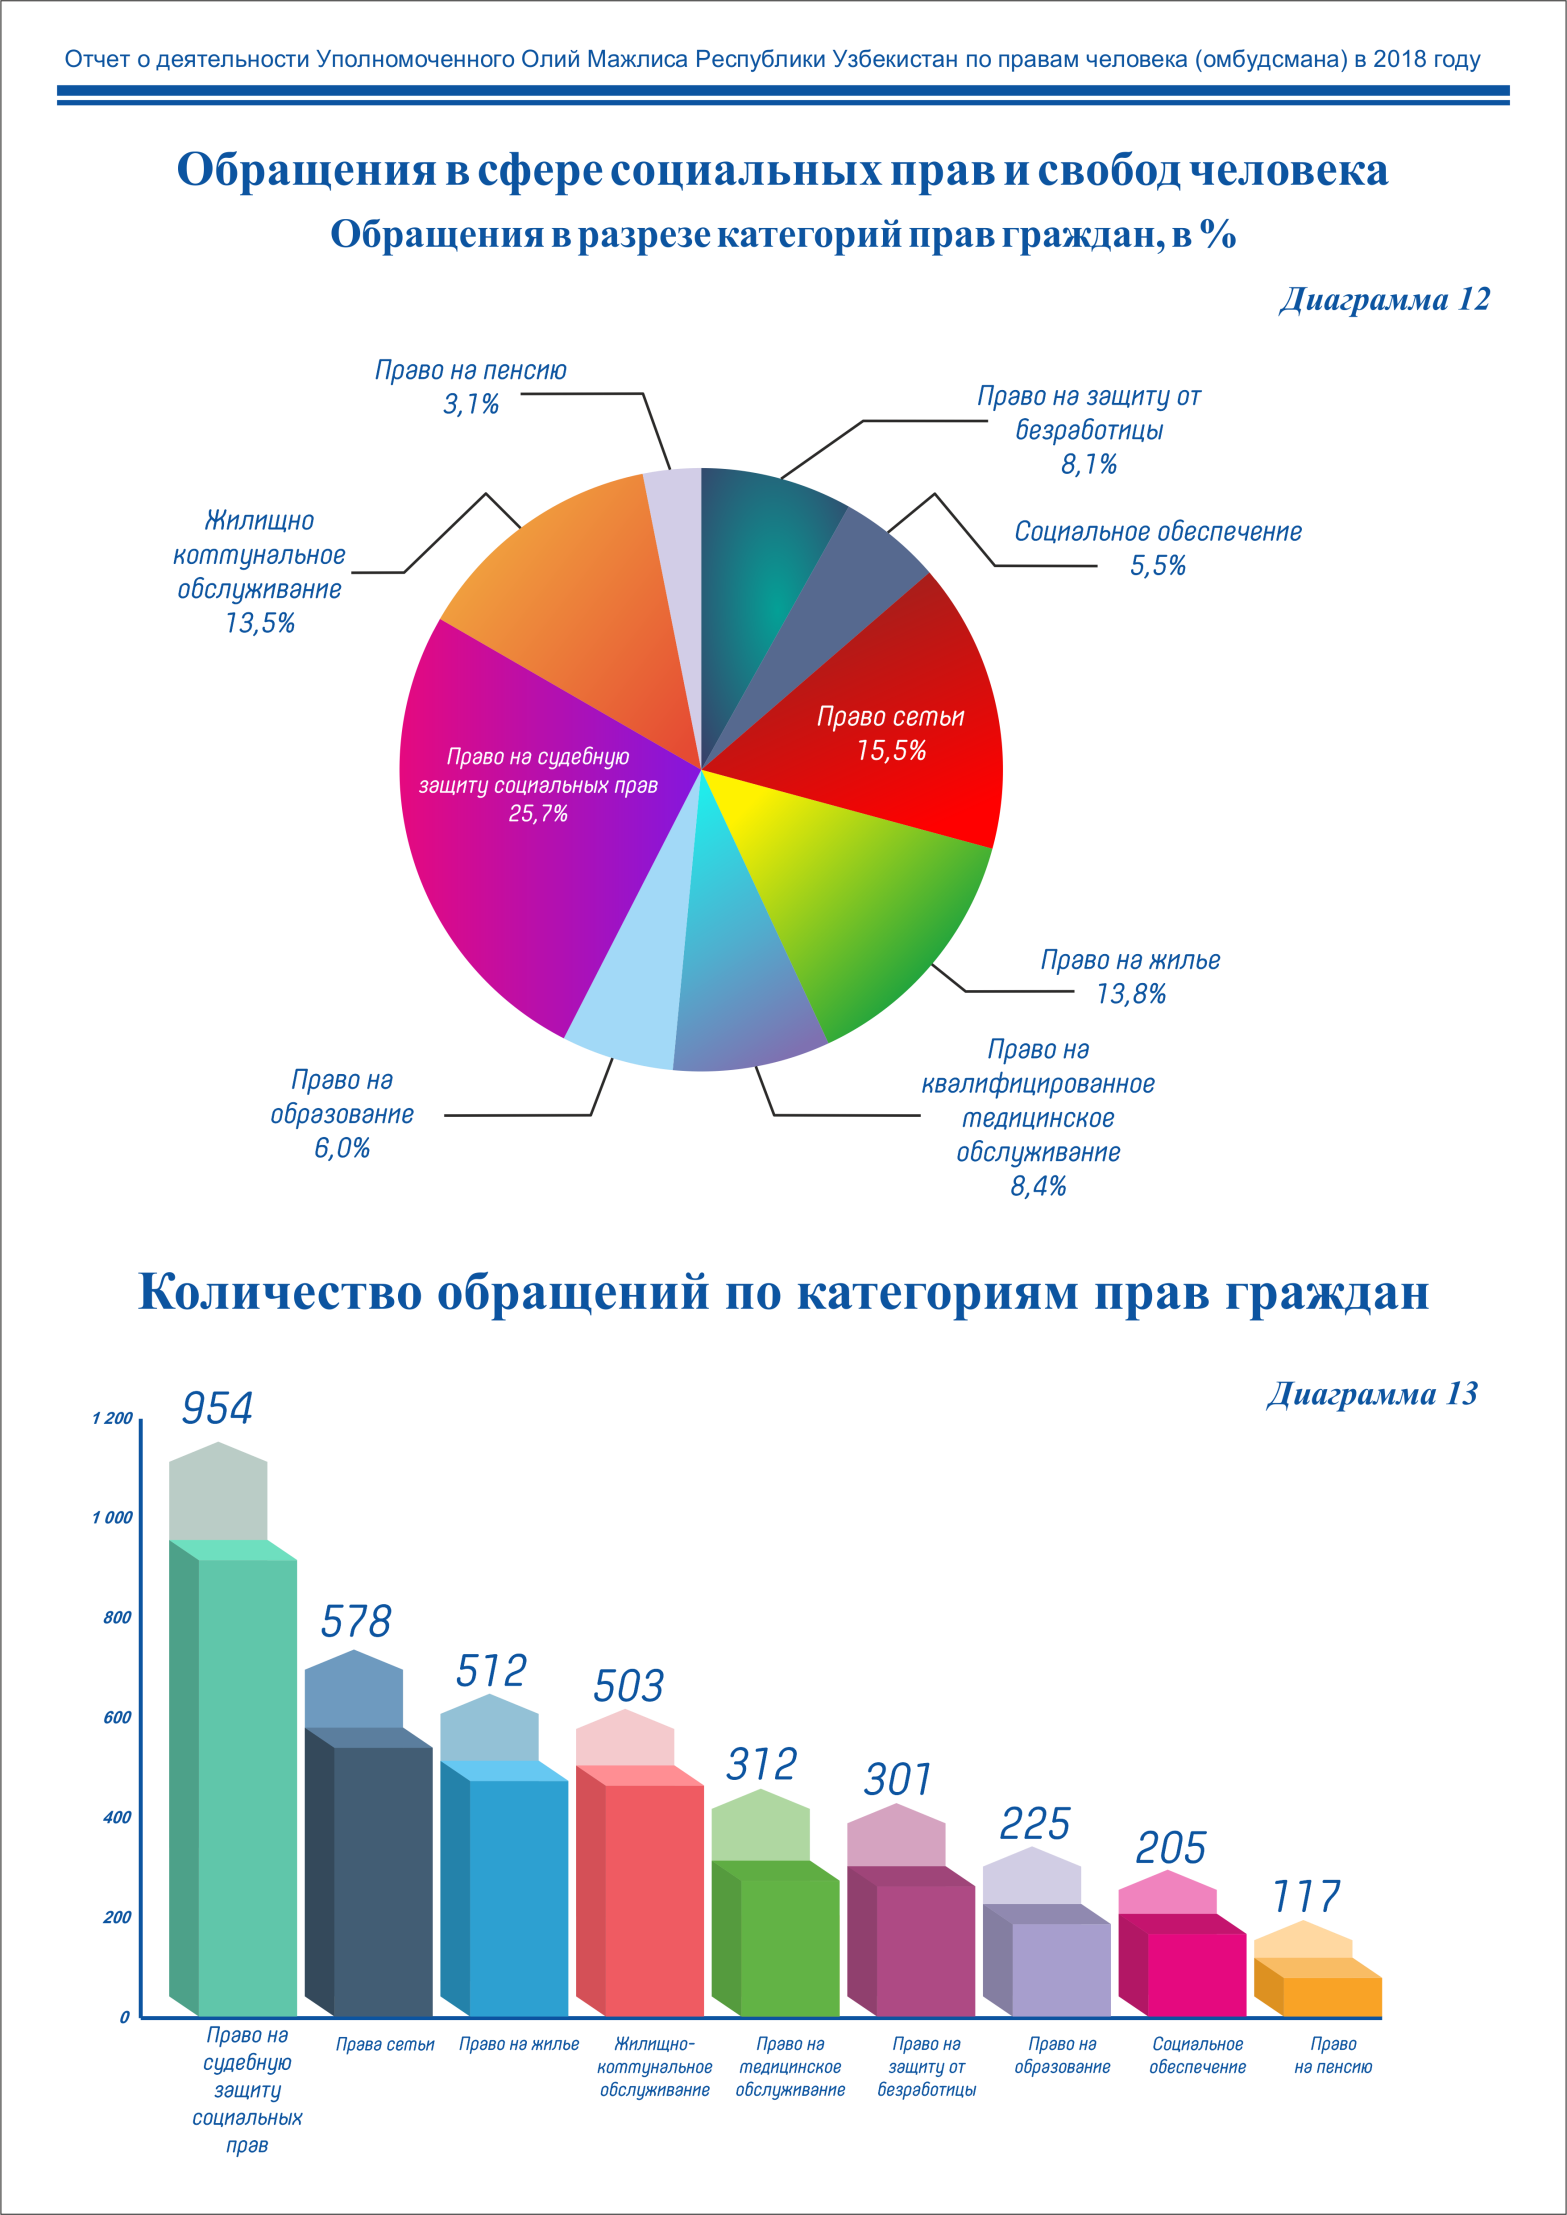 Отчет о деятельности Уполномоченного Олий Мажлиса Республики Узбекистан по правам человека (омбудсмана) в 2018 году
Обращения в сфере социальных прав и свобод человека
Обращения в разрезе категорий прав граждан, в %
Диаграмма 12
Право на пенсию
3,1%
Право на защиту от
безработицы
8,1%
Жилищно
коммунальное
обслуживание
13,5%
Социальное обеспечение
5,5%
Право семьи
15,5%
Право на судебную
защиту социальных прав
25,7%
Право на жилье
13,8%
Право на
квалифицированное
медицинское
обслуживание
8,4%
Право на
образование
6,0%
Количество обращений по категориям прав граждан
Диаграмма 13
1 200
1 000
800
600
400
200
0
954
578
512
503
312
301
225
205
117
Право на
судебную
защиту
социальных
прав
Права семьи
Право на жилье
Жилищно-
коммунальное
обслуживание
Право на
медицинское
обслуживание
Право на
защиту от
безработицы
Право на
образование
Социальное
обеспечение
Право
на пенсию